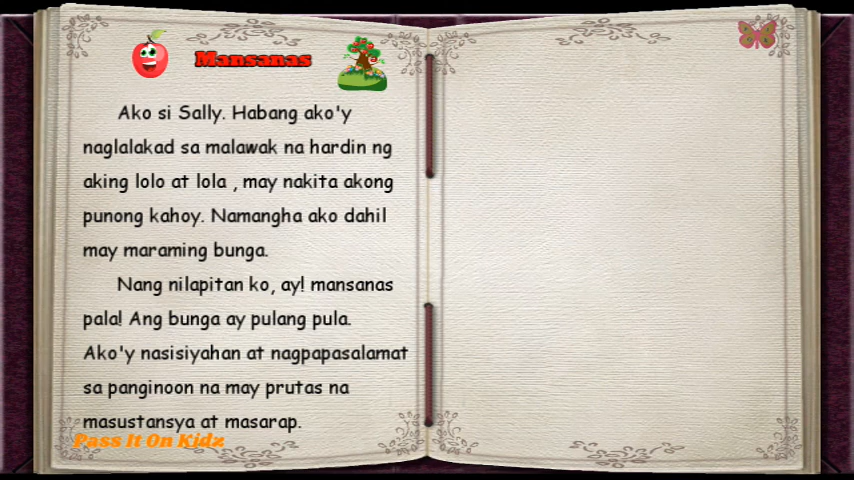 Mansanas
Ako si Sally. Habang ako'y
naglalakad sa malawak na hardin ng
aking lolo at lola , may nakita akong
punong kahoy. Namangha ako dahil
may maraming bunga.
Nang nilapitan ko, ay! mansanas
pala! Ang bunga ay pulang pula.
Ako'y nasisiyahan at nagpapasalamat
sa panginoon na may prutas na
masustansya at masarap.
Pass It On Kidz